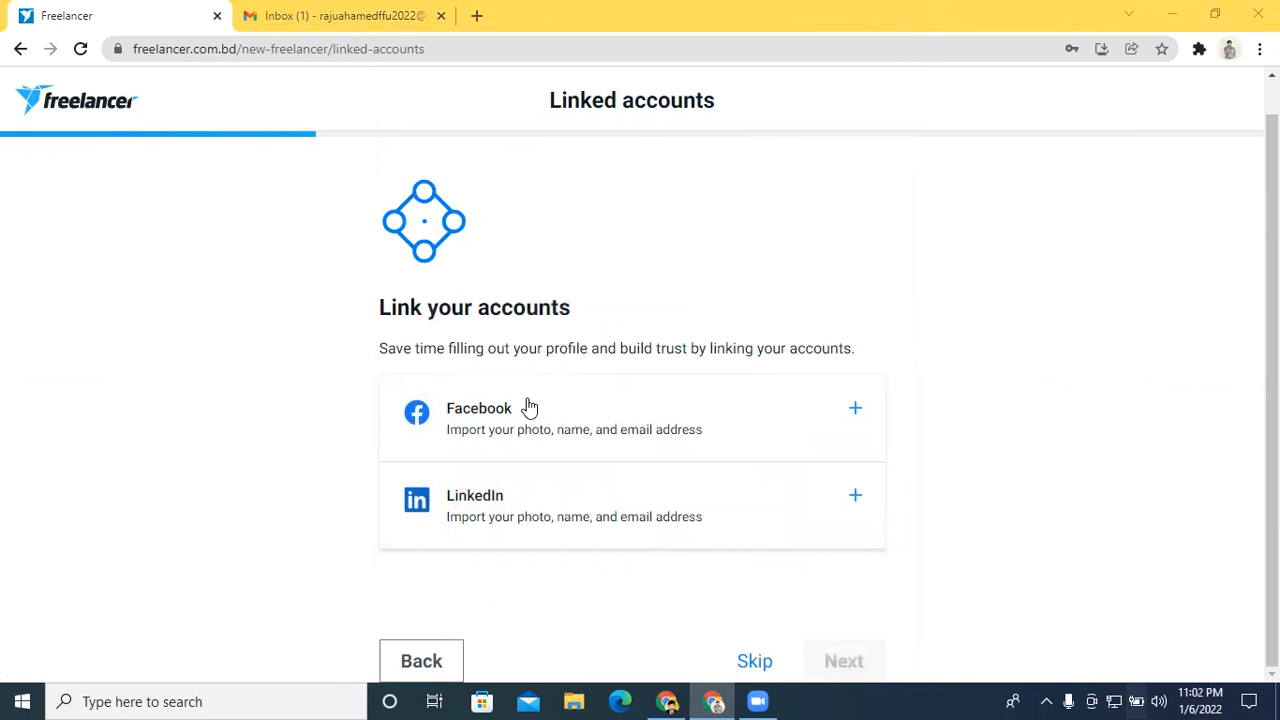 Freelancer
Inbox (1) - rajuahamedffu2022@
freelancer.com.bd/new-freelancer/linked-accounts
freelancer
Linked accounts
Link your accounts
Save time filling out your profile and build trust by linking your accounts.
Facebook
Import your photo, name, and email address
in
LinkedIn
Import your photo, name, and email address
Back
Skip
Next
Type here to search
11:02 PM
1/6/2022